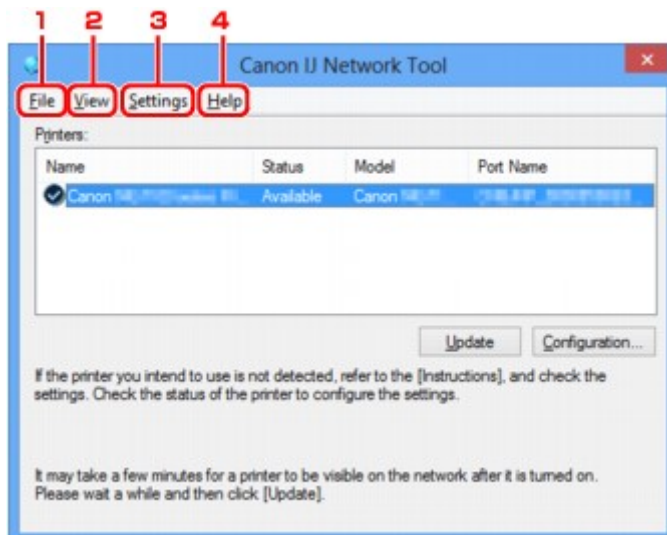 1 2 3 4
Canon IJ Network Tool
File View Settings Help
Printers:
Name Status Model Port Name
Canon Available Canon
Update Configuration...
If the printer you intend to use is not detected, refer to the [Instructions], and check the
settings. Check the status of the printer to configure the settings.
It may take a few minutes for a printer to be visible on the network after it is turned on.
Please wait a while and then click [Update].